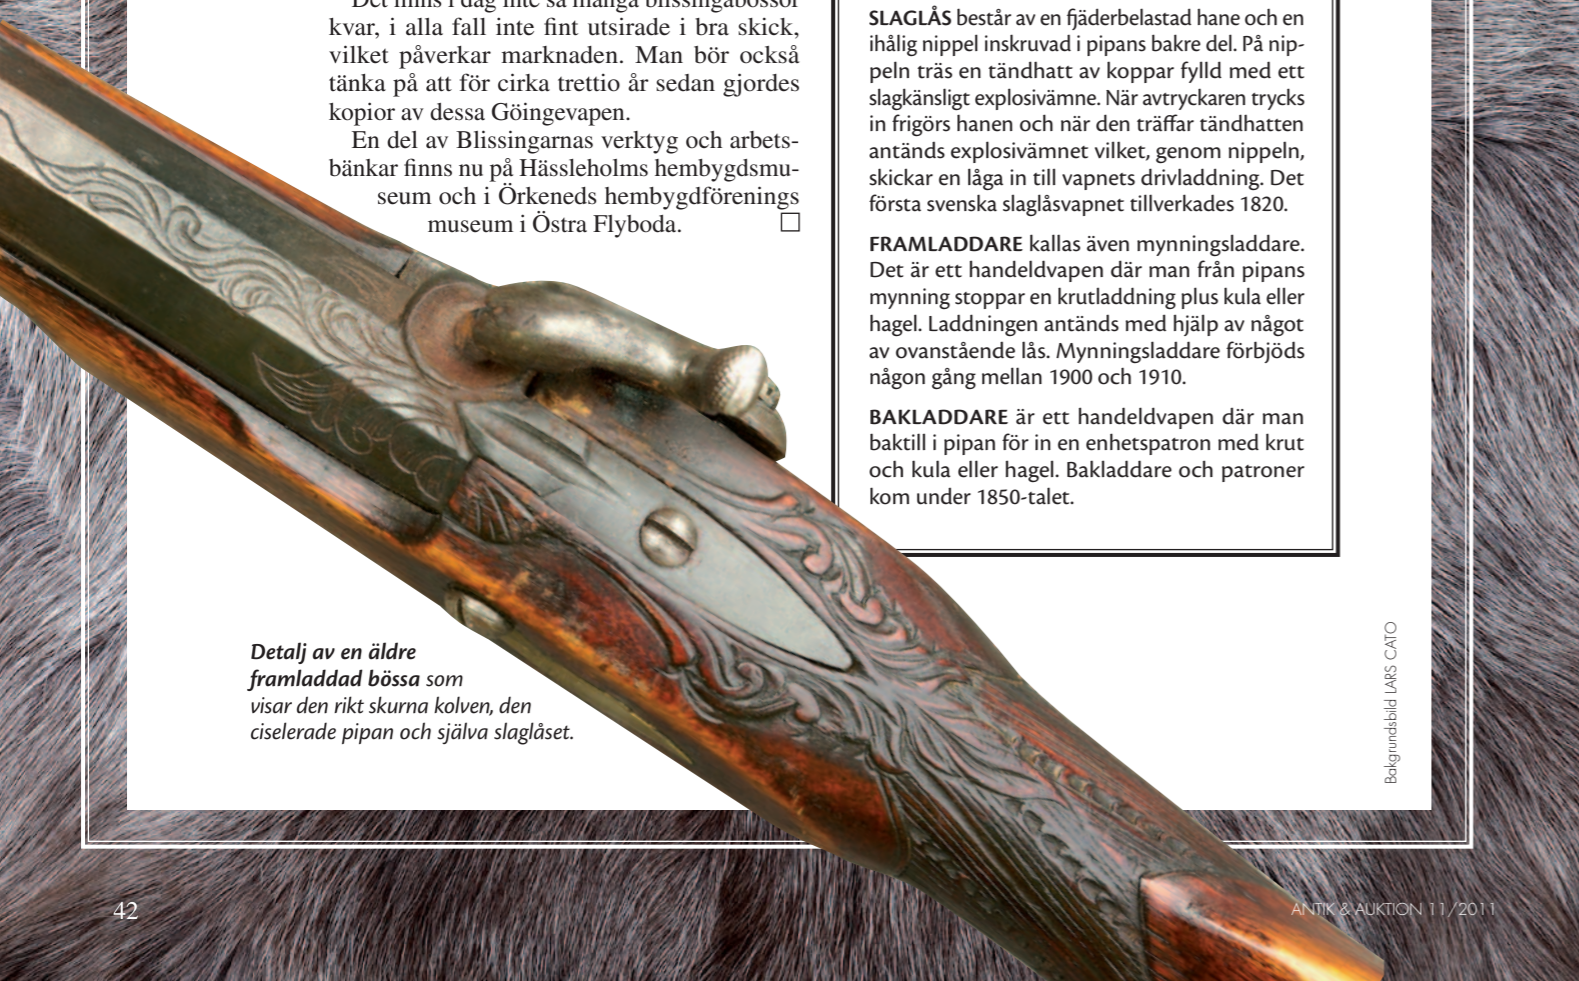 Det finns i dag inte så många blissingabössor
kvar, i alla fall inte fint utsirade i bra skick,
vilket påverkar marknaden. Man bör också
tänka på att för cirka trettio år sedan gjordes
kopior av dessa Göingevapen.
En del av Blissingarnas verktyg och arbets-
bänkar finns nu på Hässleholms hembygdsmu-
seum och i Örkeneds hembygdförenings
museum i Östra Flyboda. □
SLAGLÅS består av en fjäderbelastad hane och en
ihålig nippel inskruvad i pipans bakre del. På nip-
peln träs en tändhatt av koppar fylld med ett
slagkänsligt explosivämne. När avtryckaren trycks
in frigörs hanen och när den träffar tändhatten
antänds explosivämnet vilket, genom nippeln,
skickar en låga in till vapnets drivladdning. Det
första svenska slaglåsvapnet tillverkades 1820.
FRAMLADDARE kallas även mynningsladdare.
Det är ett handeldvapen där man från pipans
mynning stoppar en krutladdning plus kula eller
hagel. Laddningen antänds med hjälp av något
av ovanstående lås. Mynningsladdare förbjöds
någon gång mellan 1900 och 1910.
BAKLADDARE är ett handeldvapen där man
baktill i pipan för in en enhetspatron med krut
och kula eller hagel. Bakladdare och patroner
kom under 1850-talet.
Detalj av en äldre
framladdad bössa som
visar den rikt skurna kolven, den
ciselerade pipan och själva slaglåset.
Bakgrundsbild LARS CATO
42
ANTIK & AUKTION 11/2011